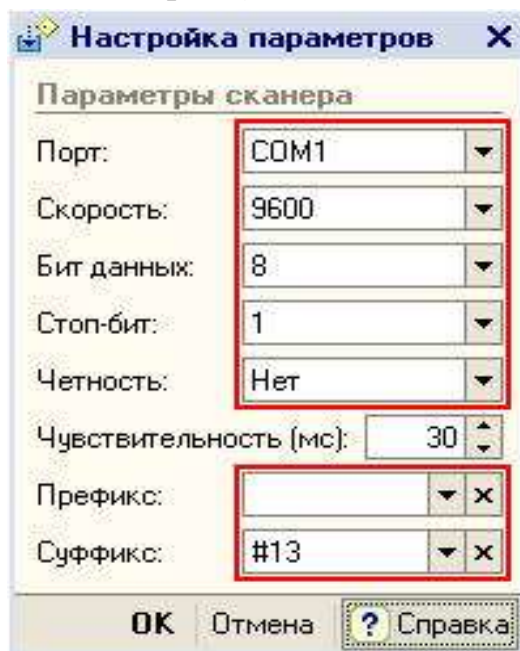 Настройка параметров
Параметры сканера
Порт: COM1
Скорость: 9600
Бит данных: 8
Стоп-бит: 1
Четность: Нет
Чувствительность (мс): 30
Префикс:
Суффикс: #13
OK Отмена ? Справка